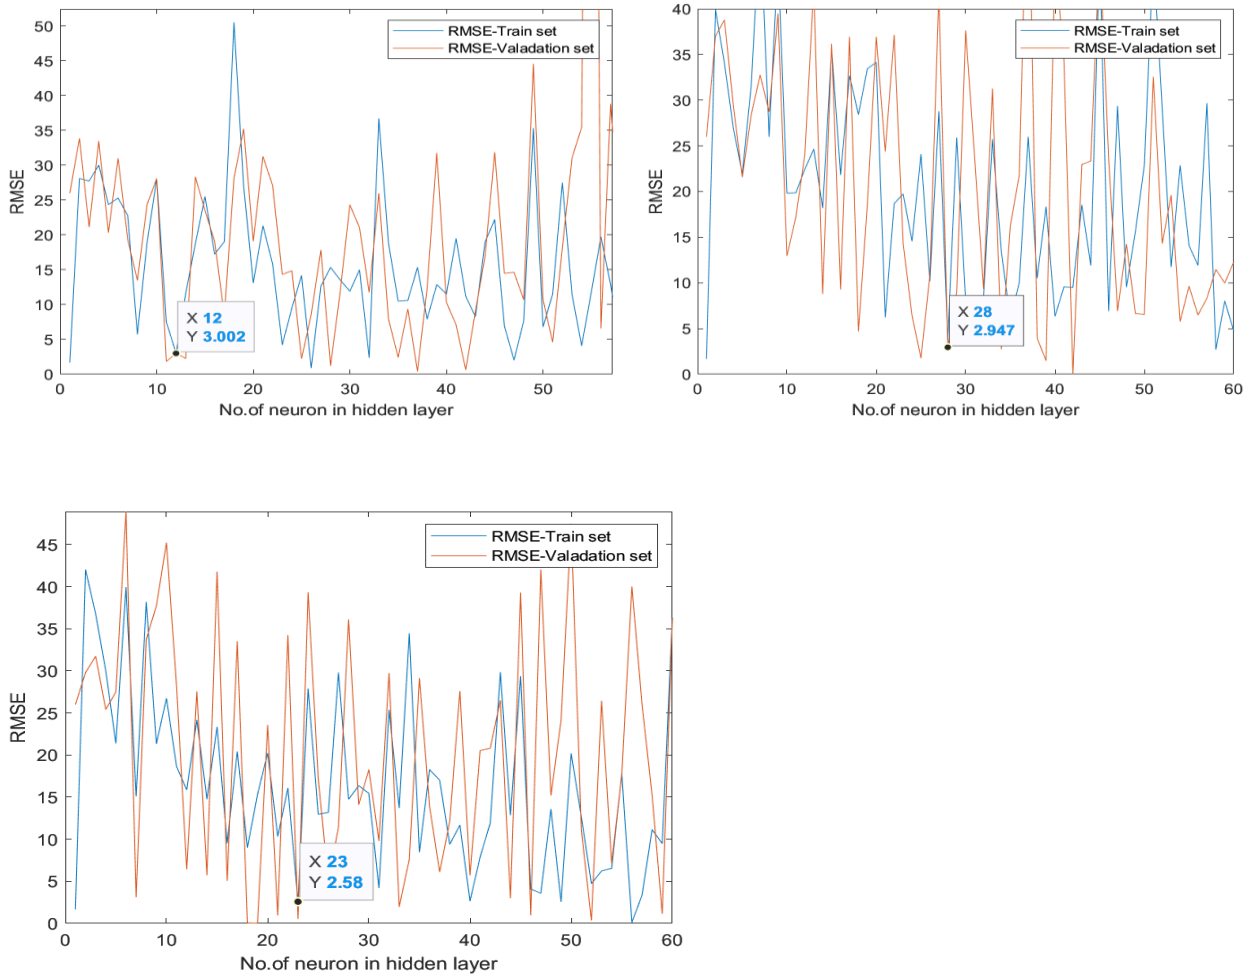 50
45
40
35
30
25
20
15
10
5
0
RMSE
RMSE-Train set
RMSE-Valadation set
X 12
Y 3.002
0 10 20 30 40 50
No.of neuron in hidden layer
40
35
30
25
20
15
10
5
0
RMSE
RMSE-Train set
RMSE-Valadation set
X 28
Y 2.947
0 10 20 30 40 50 60
No.of neuron in hidden layer
45
40
35
30
25
20
15
10
5
0
RMSE
RMSE-Train set
RMSE-Valadation set
X 23
Y 2.58
0 10 20 30 40 50 60
No.of neuron in hidden layer